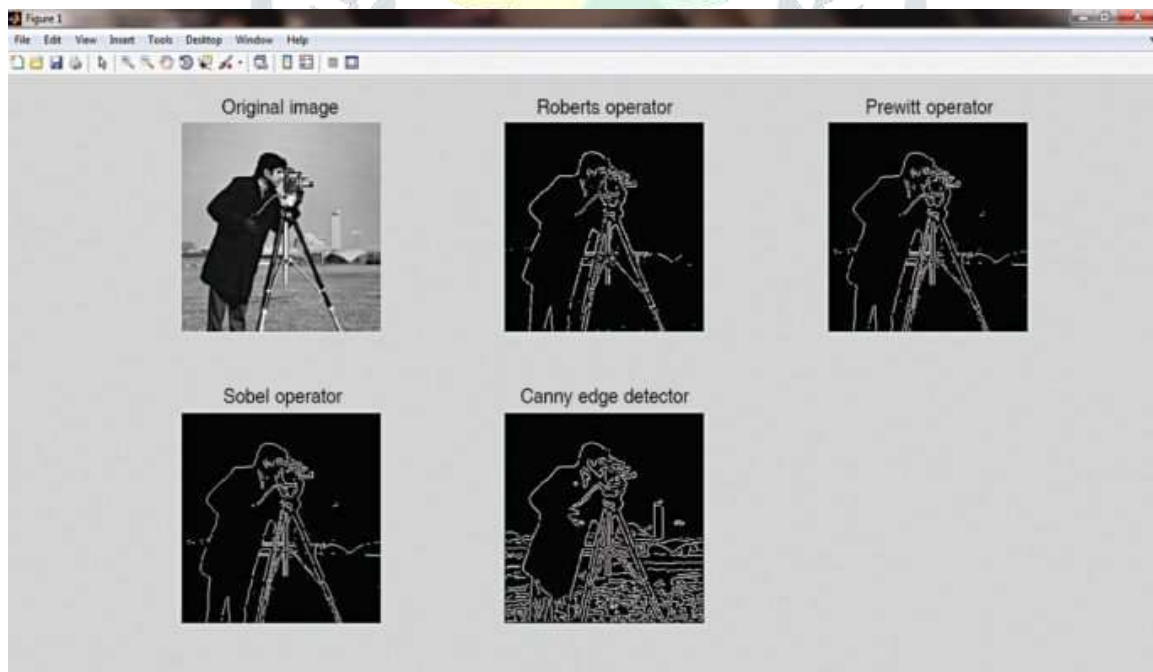 Figure 1
File Edit View Insert Tools Desktop Window Help
Original image
Roberts operator
Prewitt operator
Sobel operator
Canny edge detector